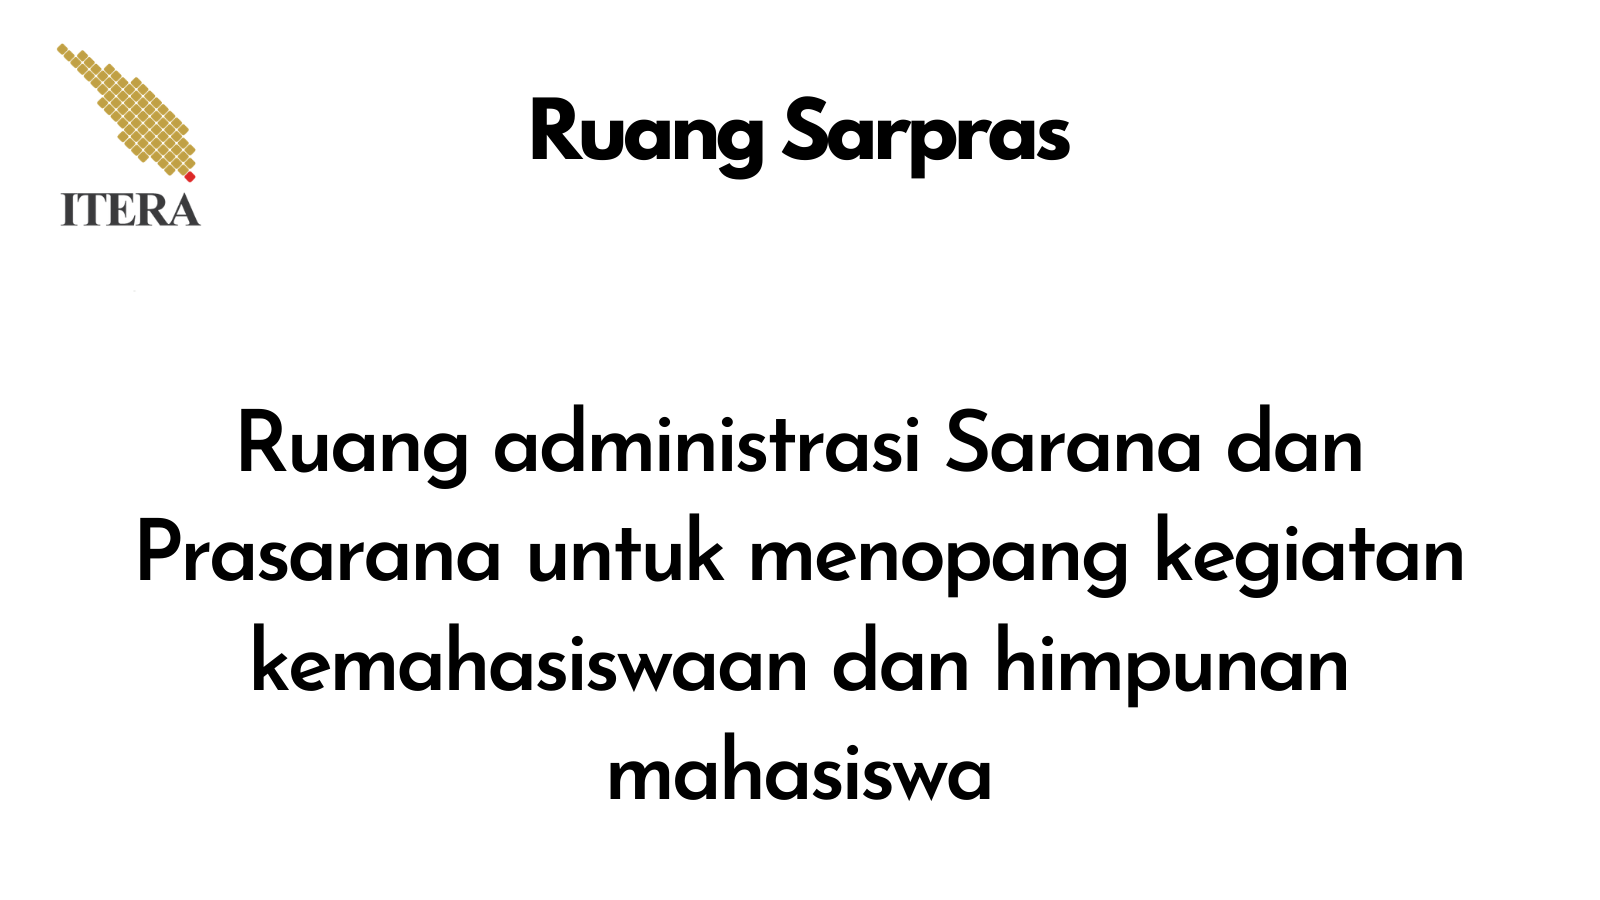 ITERA
Ruang Sarpras
Ruang administrasi Sarana dan
Prasarana untuk menopang kegiatan
kemahasiswaan dan himpunan
mahasiswa